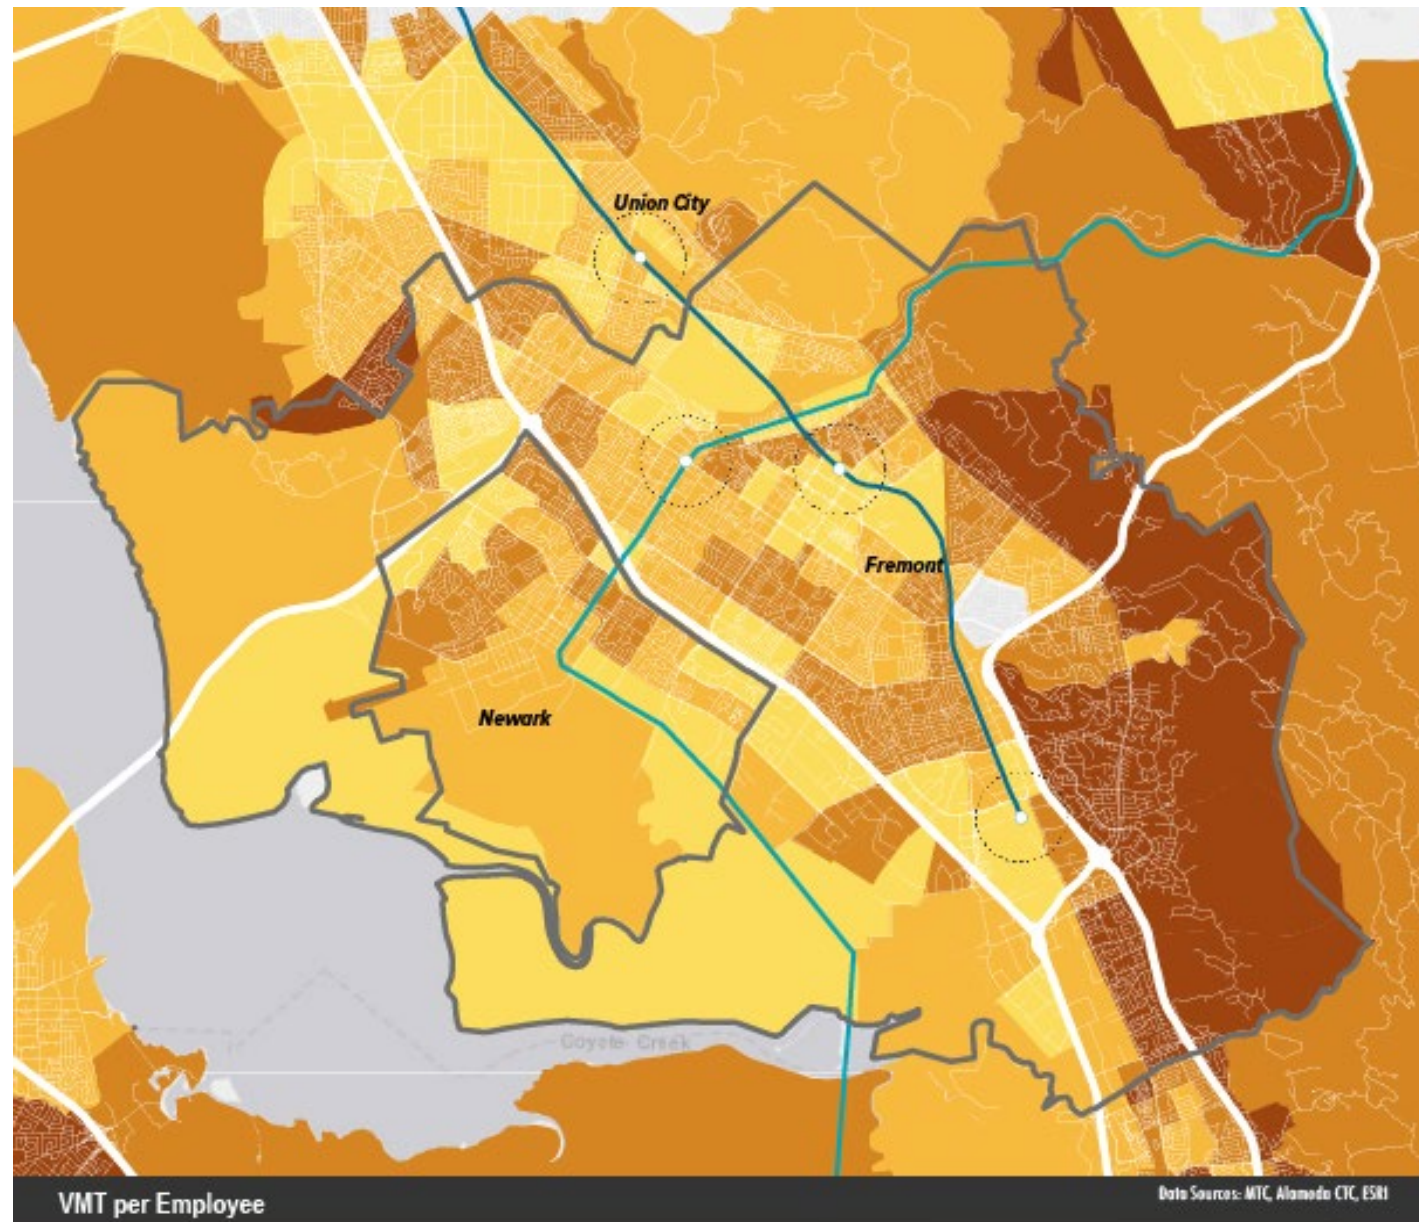 Union City
Fremont
Newark
Coyote Creek
VMT per Employee
Data Sources: MTC, Alameda CTC, ESRI